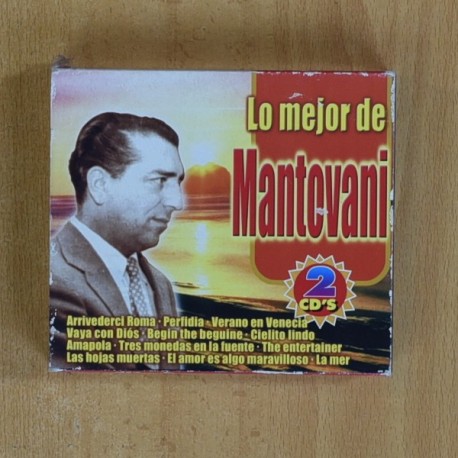 Lo mejor de
Mantovani
2
CD'S
Arrivederci Roma · Perfidia · Verano en Venecia
Vaya con Diós · Begin the beguine · Cielito lindo
Amapola · Tres monedas en la fuente · The entertainer
Las hojas muertas · El amor es algo maravilloso · La mer